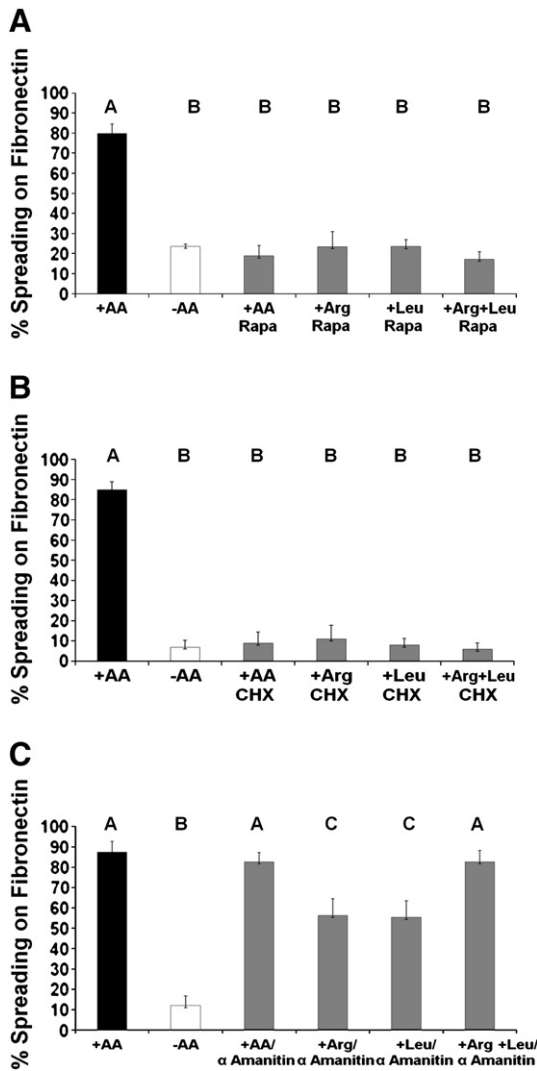 A
% Spreading on Fibronectin
100
90
80
70
60
50
40
30
20
10
0
A B B B B B
+AA -AA +AA +Arg +Leu +Arg+Leu
Rapa Rapa Rapa Rapa
B
% Spreading on Fibronectin
100
90
80
70
60
50
40
30
20
10
0
A B B B B B
+AA -AA +AA +Arg +Leu +Arg+Leu
CHX CHX CHX CHX
C
% Spreading on Fibronectin
100
90
80
70
60
50
40
30
20
10
0
A B A C C A
+AA -AA +AA/ +Arg/ +Leu/ +Arg +Leu/
α Amanitin α Amanitin α Amanitin α Amanitin